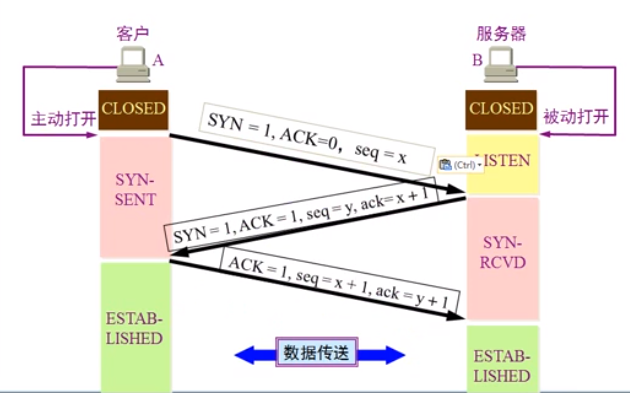 客户
服务器
A
B
CLOSED
CLOSED
主动打开
被动打开
SYN = 1, ACK=0，seq = x
(Ctrl)
LISTEN
SYN-
SENT
SYN = 1, ACK = 1, seq = y, ack= x + 1
SYN-
RCVD
ACK = 1, seq = x + 1, ack = y + 1
ESTAB-
LISHED
数据传送
ESTAB-
LISHED